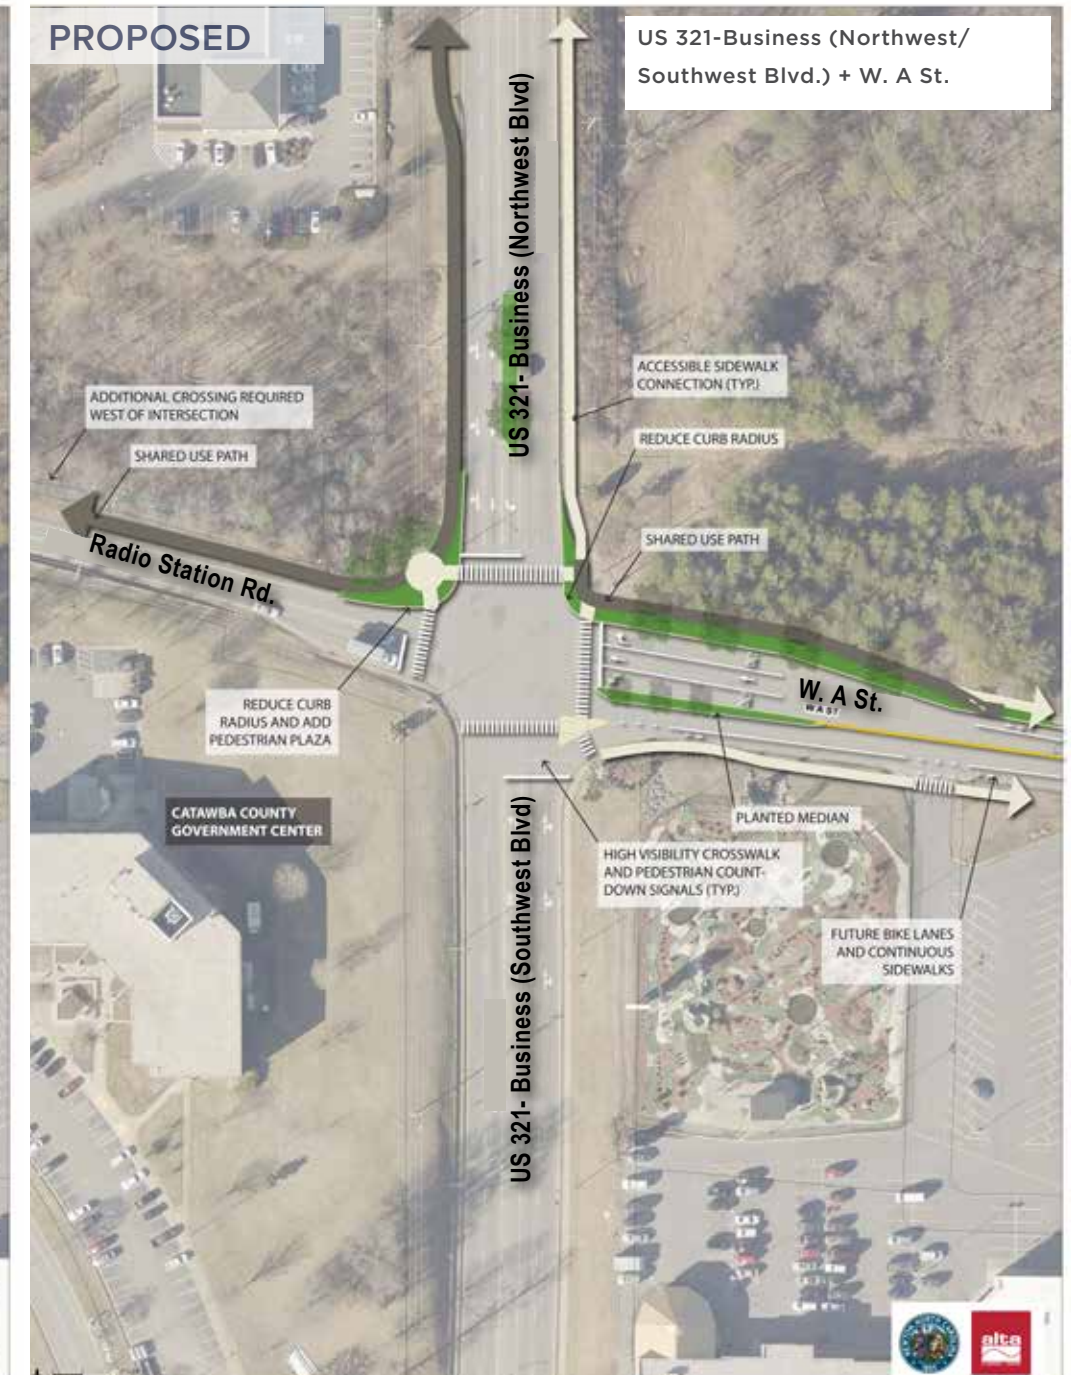 PROPOSED
US 321-Business (Northwest/
Southwest Blvd.) + W. A St.
US 321- Business (Northwest Blvd)
ACCESSIBLE SIDEWALK
CONNECTION (TYP.)
ADDITIONAL CROSSING REQUIRED
WEST OF INTERSECTION
REDUCE CURB RADIUS
SHARED USE PATH
SHARED USE PATH
Radio Station Rd.
W. A St.
W A ST
REDUCE CURB
RADIUS AND ADD
PEDESTRIAN PLAZA
CATAWBA COUNTY
GOVERNMENT CENTER
PLANTED MEDIAN
HIGH VISIBILITY CROSSWALK
AND PEDESTRIAN COUNT-
DOWN SIGNALS (TYP.)
US 321- Business (Southwest Blvd)
FUTURE BIKE LANES
AND CONTINUOUS
SIDEWALKS
alta